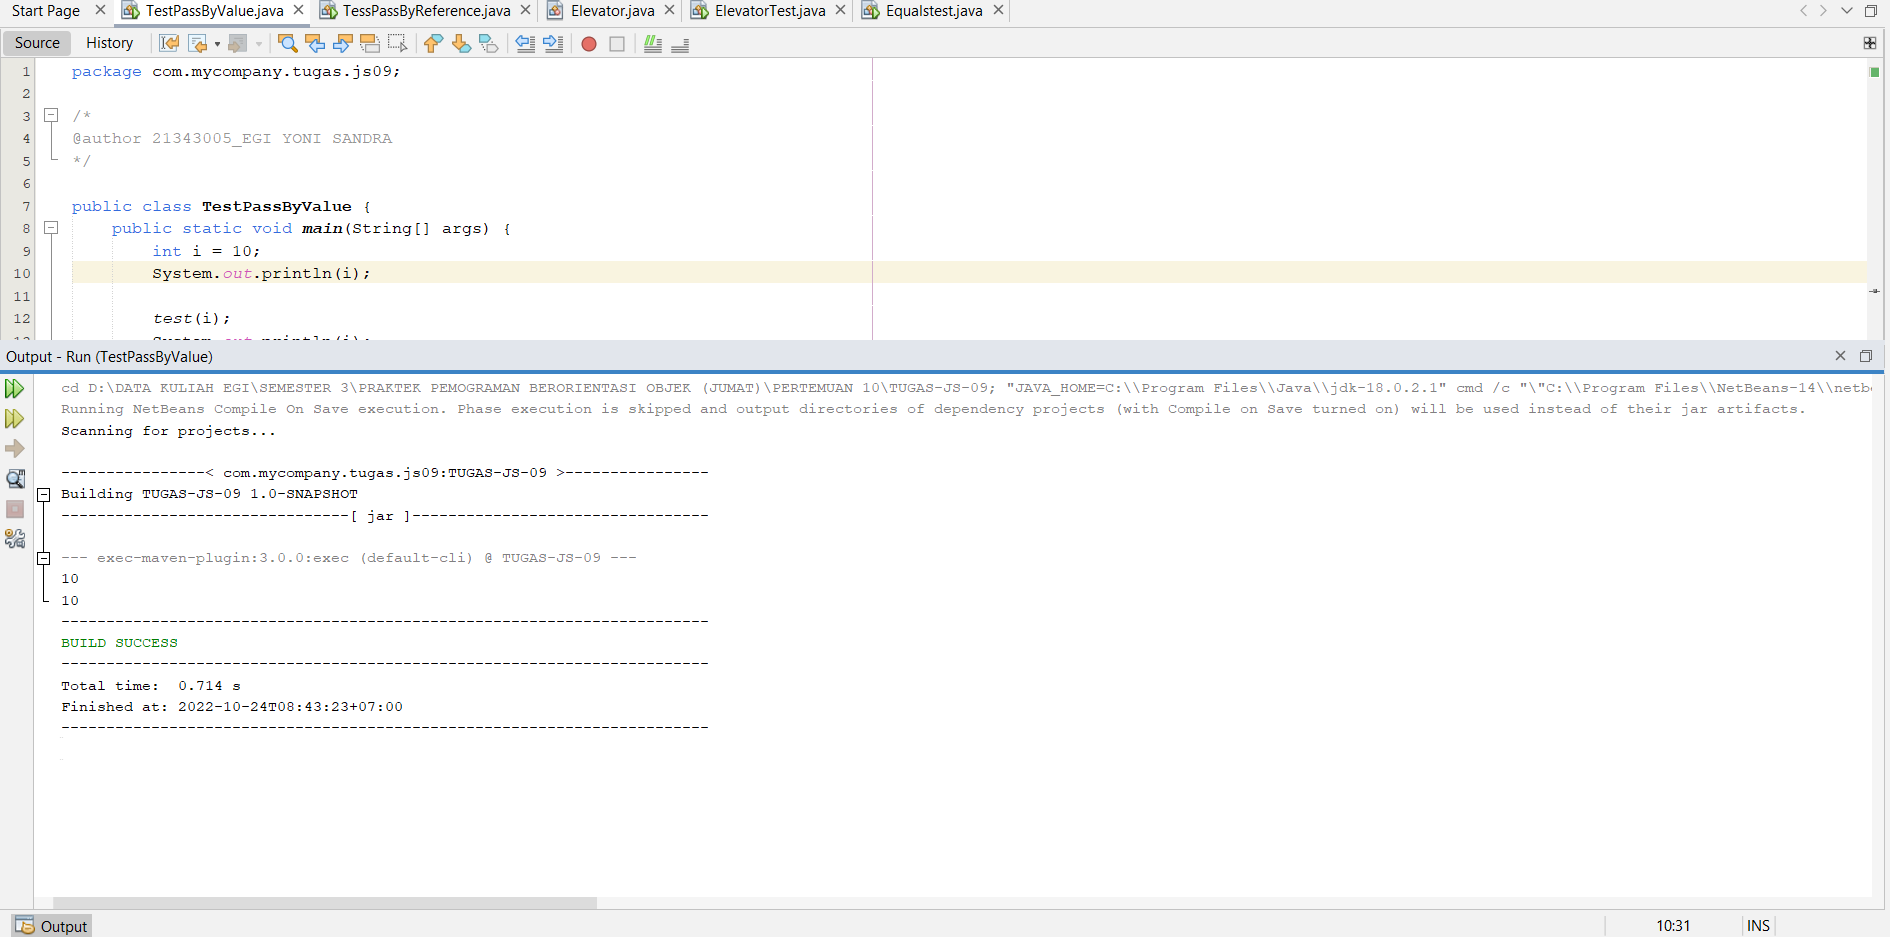 Start Page TestPassByValue.java TessPassByReference.java Elevator.java ElevatorTest.java Equalstest.java
Source History
1 package com.mycompany.tugas.js09;
2
3 /*
4 @author 21343005_EGI YONI SANDRA
5 */
6
7 public class TestPassByValue {
8 public static void main(String[] args) {
9 int i = 10;
10 System.out.println(i);
11
12 test(i);
Output - Run (TestPassByValue)
cd D:\DATA KULIAH EGI\SEMESTER 3\PRAKTEK PEMOGRAMAN BERORIENTASI OBJEK (JUMAT)\PERTEMUAN 10\TUGAS-JS-09; "JAVA_HOME=C:\\Program Files\\Java\\jdk-18.0.2.1" cmd /c "\"C:\\Program Files\\NetBeans-14\\netb
Running NetBeans Compile On Save execution. Phase execution is skipped and output directories of dependency projects (with Compile on Save turned on) will be used instead of their jar artifacts.
Scanning for projects...
----------------< com.mycompany.tugas.js09:TUGAS-JS-09 >----------------
Building TUGAS-JS-09 1.0-SNAPSHOT
--------------------------------[ jar ]---------------------------------
--- exec-maven-plugin:3.0.0:exec (default-cli) @ TUGAS-JS-09 ---
10
10
------------------------------------------------------------------------
BUILD SUCCESS
------------------------------------------------------------------------
Total time:  0.714 s
Finished at: 2022-10-24T08:43:23+07:00
------------------------------------------------------------------------
Output 10:31 INS